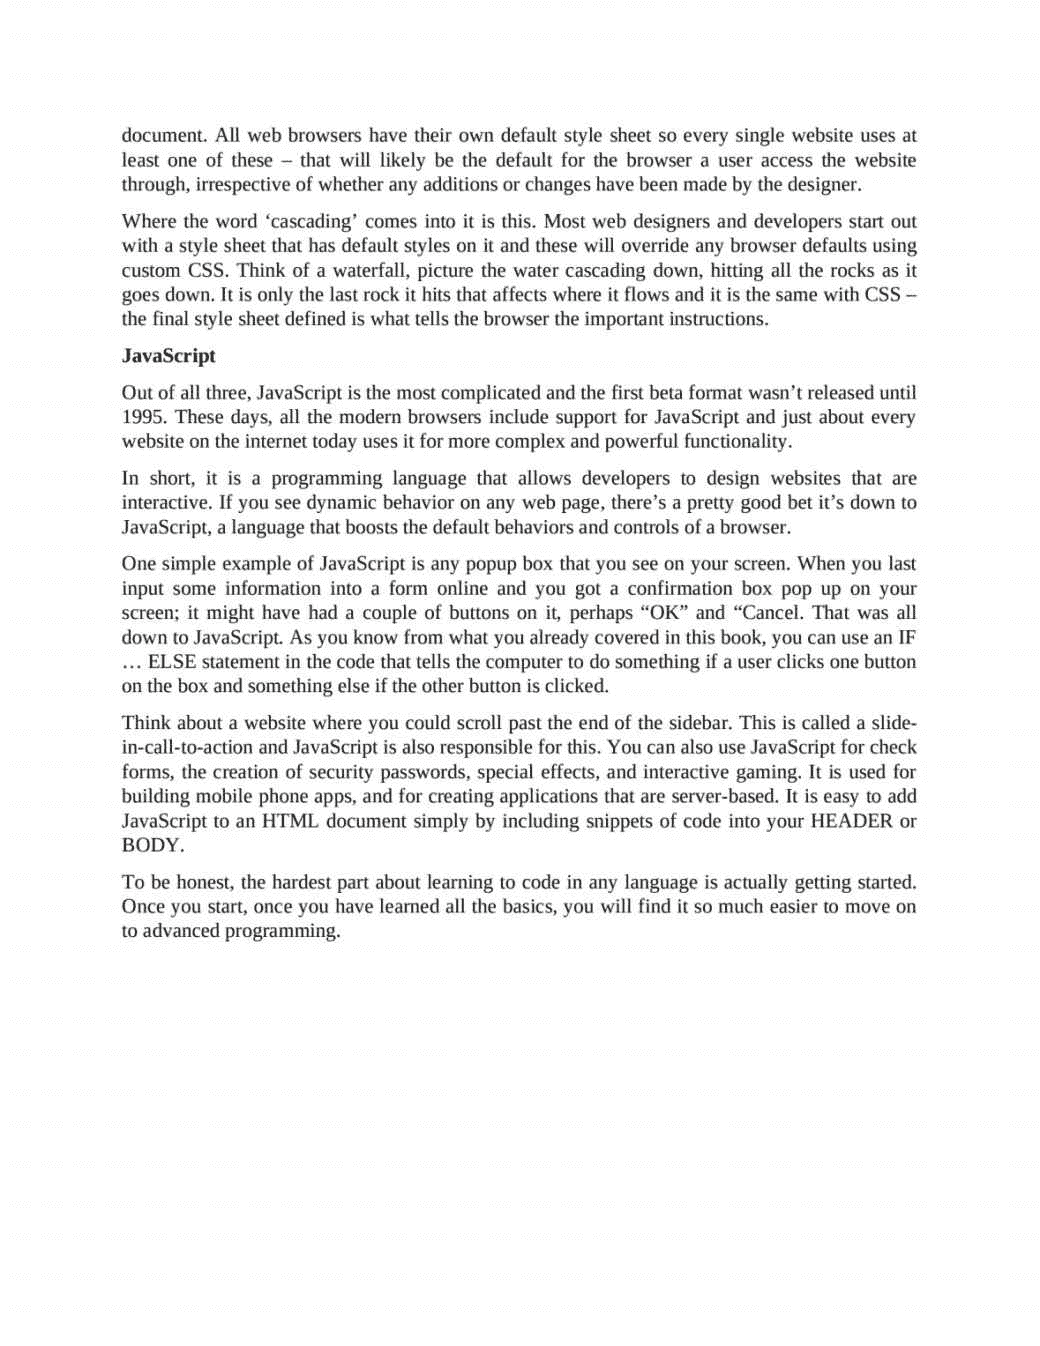 document. All web browsers have their own default style sheet so every single website uses at
least one of these – that will likely be the default for the browser a user access the website
through, irrespective of whether any additions or changes have been made by the designer.
Where the word ‘cascading’ comes into it is this. Most web designers and developers start out
with a style sheet that has default styles on it and these will override any browser defaults using
custom CSS. Think of a waterfall, picture the water cascading down, hitting all the rocks as it
goes down. It is only the last rock it hits that affects where it flows and it is the same with CSS –
the final style sheet defined is what tells the browser the important instructions.
JavaScript
Out of all three, JavaScript is the most complicated and the first beta format wasn’t released until
1995. These days, all the modern browsers include support for JavaScript and just about every
website on the internet today uses it for more complex and powerful functionality.
In short, it is a programming language that allows developers to design websites that are
interactive. If you see dynamic behavior on any web page, there’s a pretty good bet it’s down to
JavaScript, a language that boosts the default behaviors and controls of a browser.
One simple example of JavaScript is any popup box that you see on your screen. When you last
input some information into a form online and you got a confirmation box pop up on your
screen; it might have had a couple of buttons on it, perhaps “OK” and “Cancel. That was all
down to JavaScript. As you know from what you already covered in this book, you can use an IF
… ELSE statement in the code that tells the computer to do something if a user clicks one button
on the box and something else if the other button is clicked.
Think about a website where you could scroll past the end of the sidebar. This is called a slide-
in-call-to-action and JavaScript is also responsible for this. You can also use JavaScript for check
forms, the creation of security passwords, special effects, and interactive gaming. It is used for
building mobile phone apps, and for creating applications that are server-based. It is easy to add
JavaScript to an HTML document simply by including snippets of code into your HEADER or
BODY.
To be honest, the hardest part about learning to code in any language is actually getting started.
Once you start, once you have learned all the basics, you will find it so much easier to move on
to advanced programming.